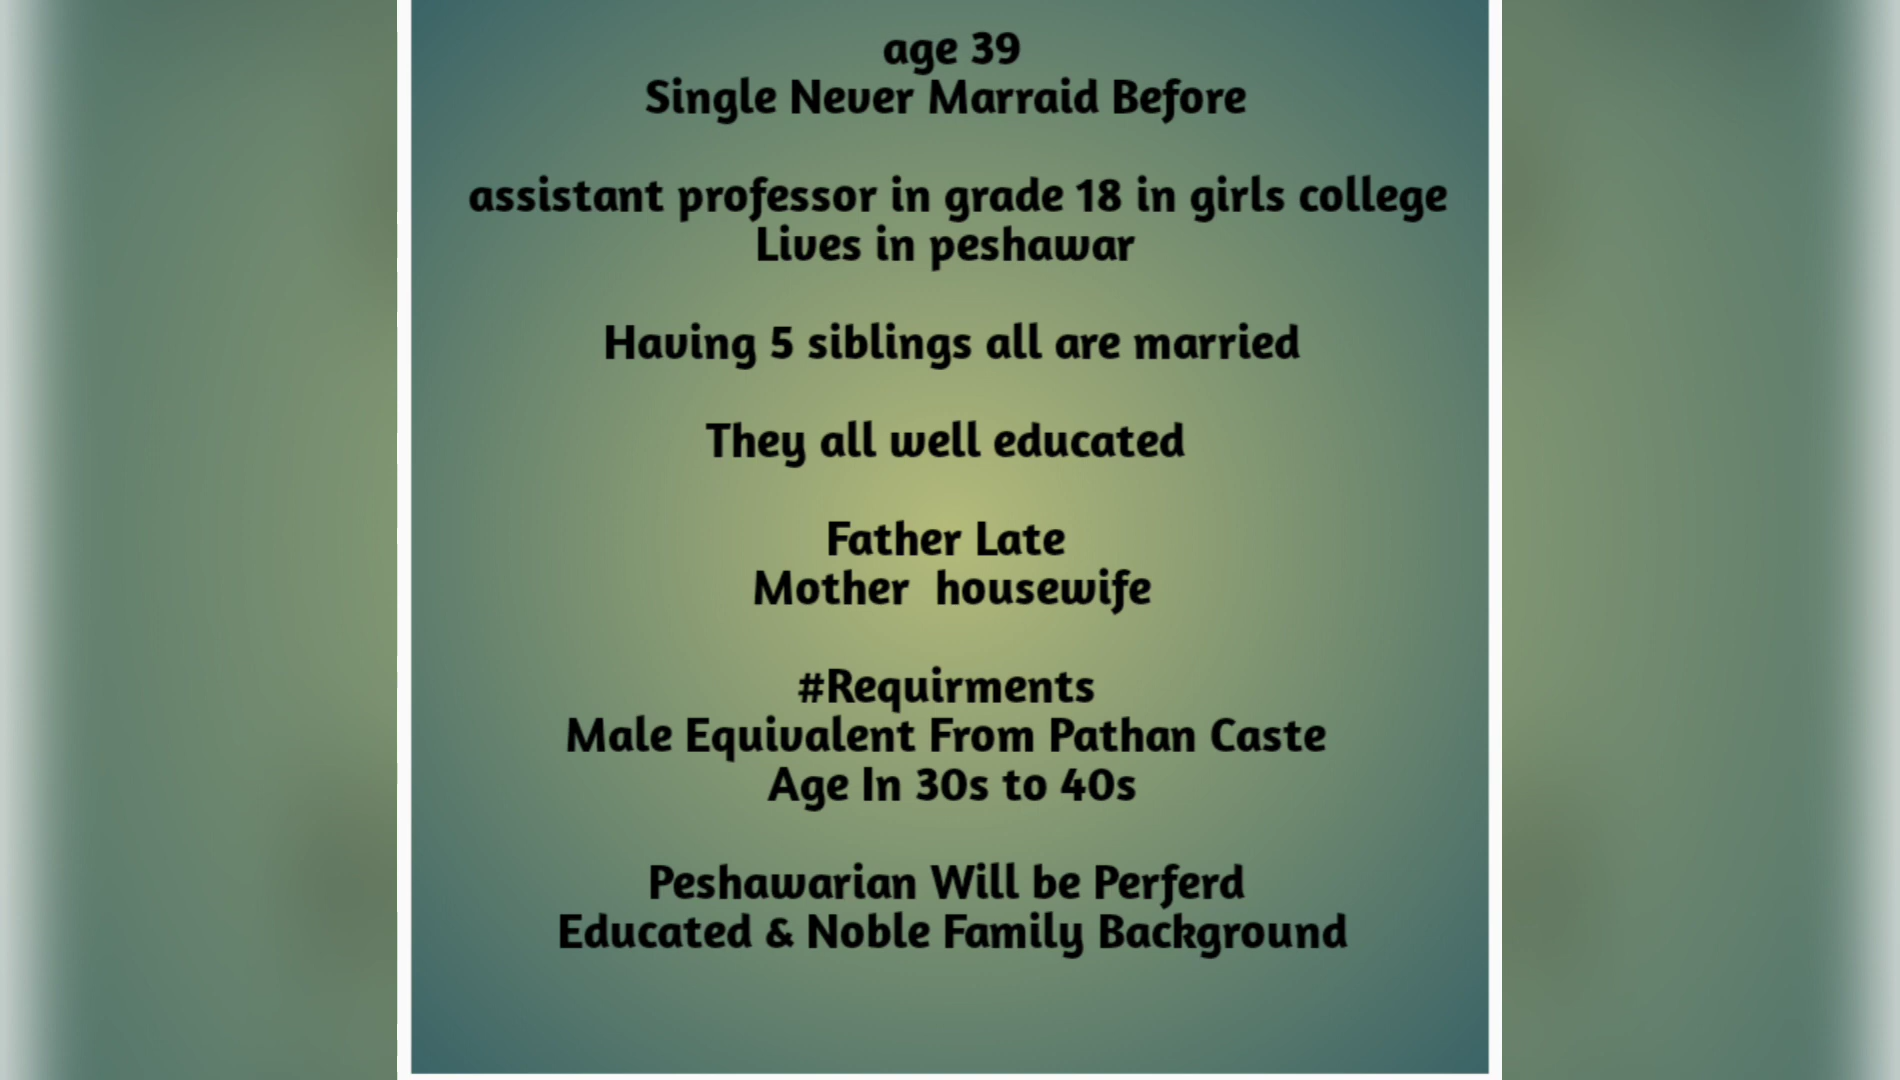 age 39
Single Never Marraid Before
assistant professor in grade 18 in girls college
Lives in peshawar
Having 5 siblings all are married
They all well educated
Father Late
Mother  housewife
#Requirments
Male Equivalent From Pathan Caste
Age In 30s to 40s
Peshawarian Will be Perferd
Educated & Noble Family Background